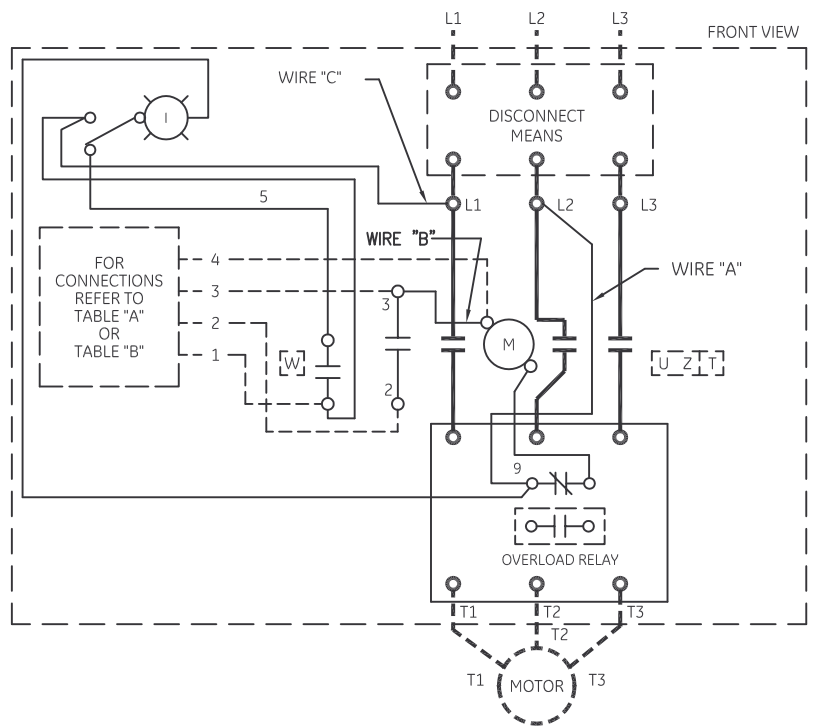 L1 L2 L3
FRONT VIEW
WIRE "C"
DISCONNECT
MEANS
I
5
L1 L2 L3
WIRE "B"
WIRE "A"
FOR
CONNECTIONS
REFER TO
TABLE "A"
OR
TABLE "B"
4
3
2
1
3
2
W
M
U Z T
9
OVERLOAD RELAY
T1 T2 T3
T2
T1 MOTOR T3